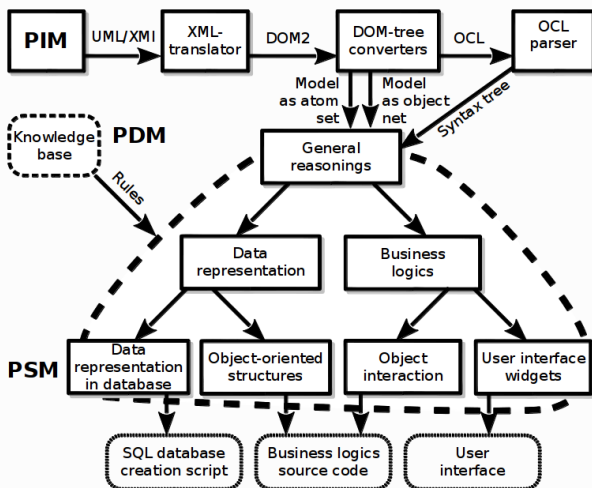 PIM
UML/XMI
XML-
translator
DOM2
DOM-tree
converters
OCL
OCL
parser
Model
as atom
set
Model
as object
net
Syntax tree
Knowledge
base
PDM
Rules
General
reasonings
Data
representation
Business
logics
PSM
Data
representation
in database
Object-oriented
structures
Object
interaction
User interface
widgets
SQL database
creation script
Business logics
source code
User
interface